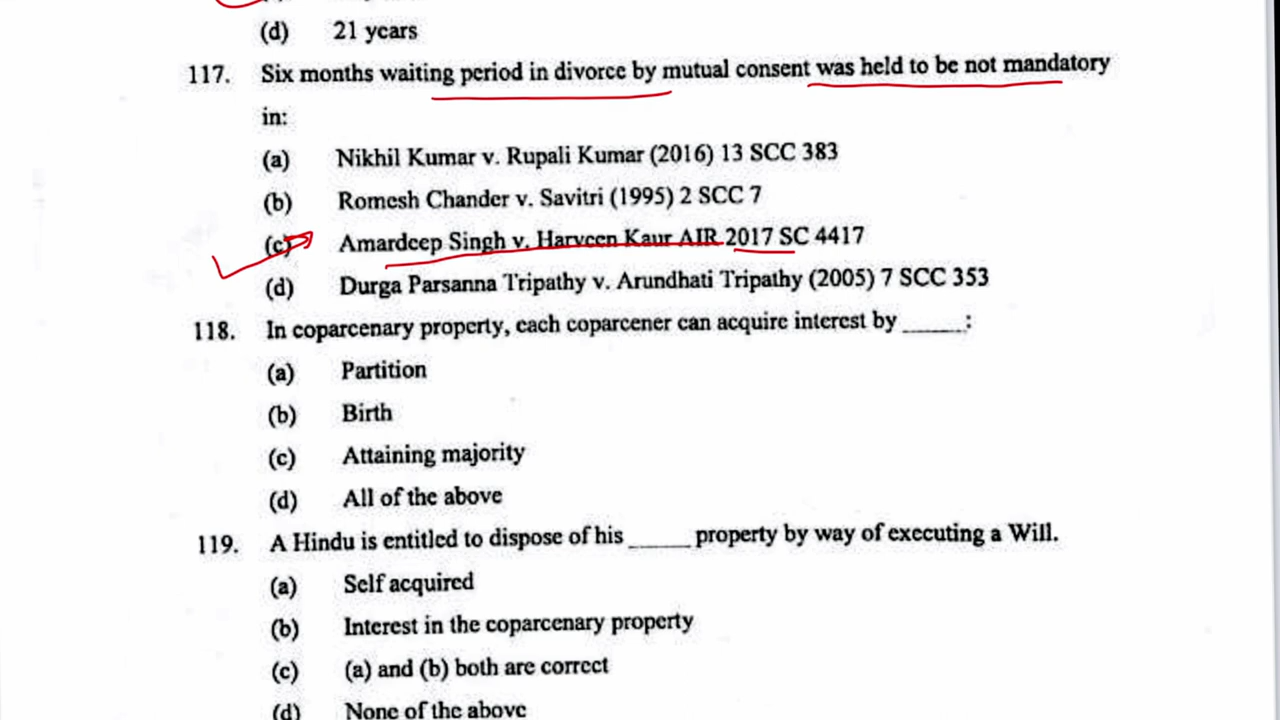 (d) 21 years
117. Six months waiting period in divorce by mutual consent was held to be not mandatory
in:
(a) Nikhil Kumar v. Rupali Kumar (2016) 13 SCC 383
(b) Romesh Chander v. Savitri (1995) 2 SCC 7
(c) Amardeep Singh v. Harveen Kaur AIR 2017 SC 4417
(d) Durga Parsanna Tripathy v. Arundhati Tripathy (2005) 7 SCC 353
118. In coparcenary property, each coparcener can acquire interest by _____:
(a) Partition
(b) Birth
(c) Attaining majority
(d) All of the above
119. A Hindu is entitled to dispose of his _____ property by way of executing a Will.
(a) Self acquired
(b) Interest in the coparcenary property
(c) (a) and (b) both are correct
(d) None of the above